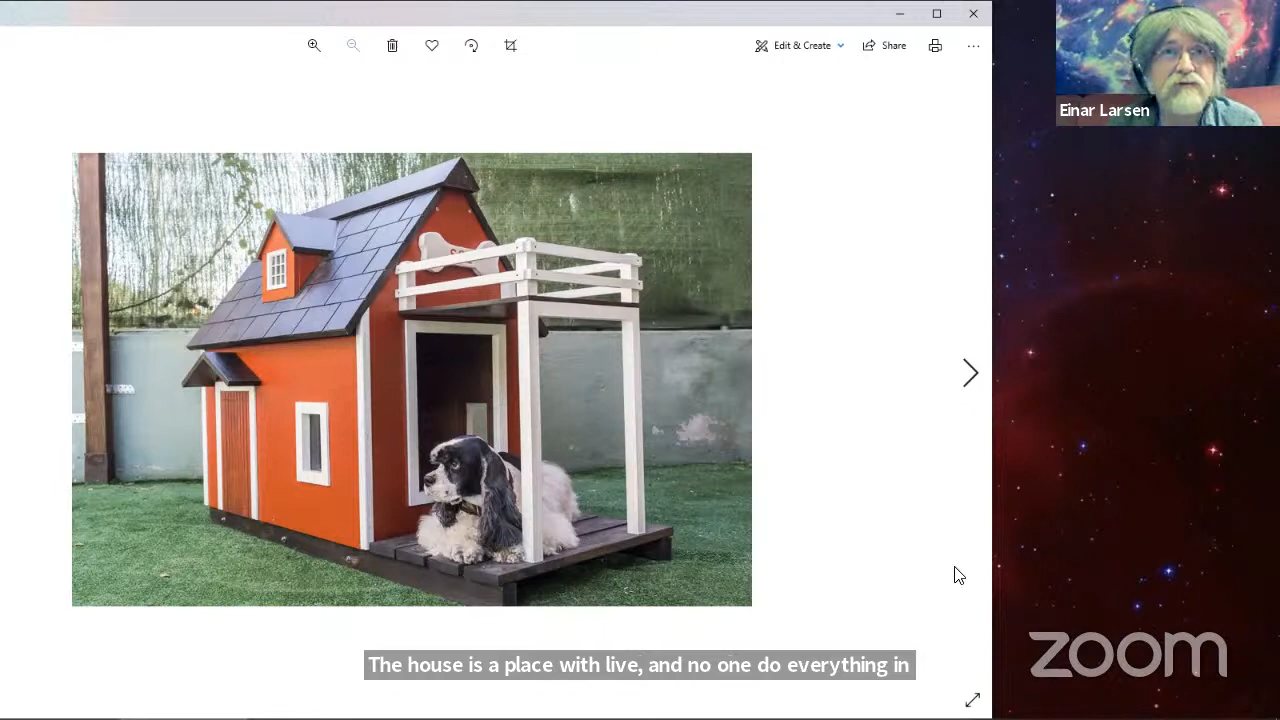 Edit & Create
Share
Einar Larsen
The house is a place with live, and no one do everything in
zoom